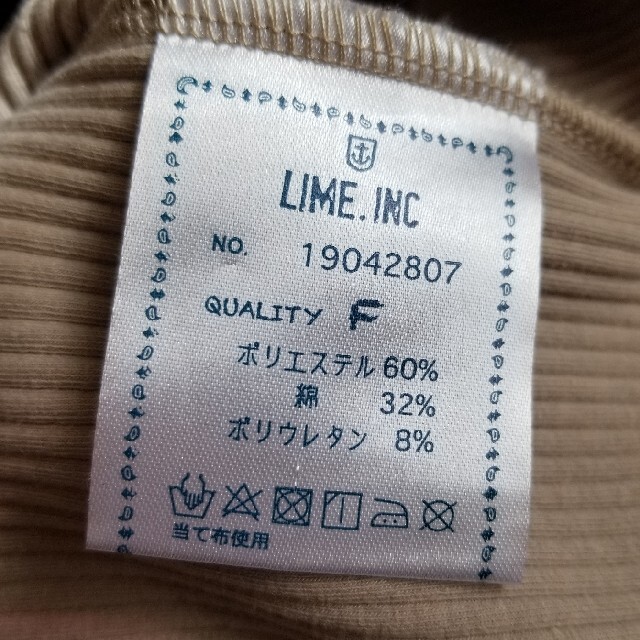 LIME.INC
NO. 19042807
QUALITY F
ポリエステル 60%
綿 32%
ポリウレタン 8%
当て布使用